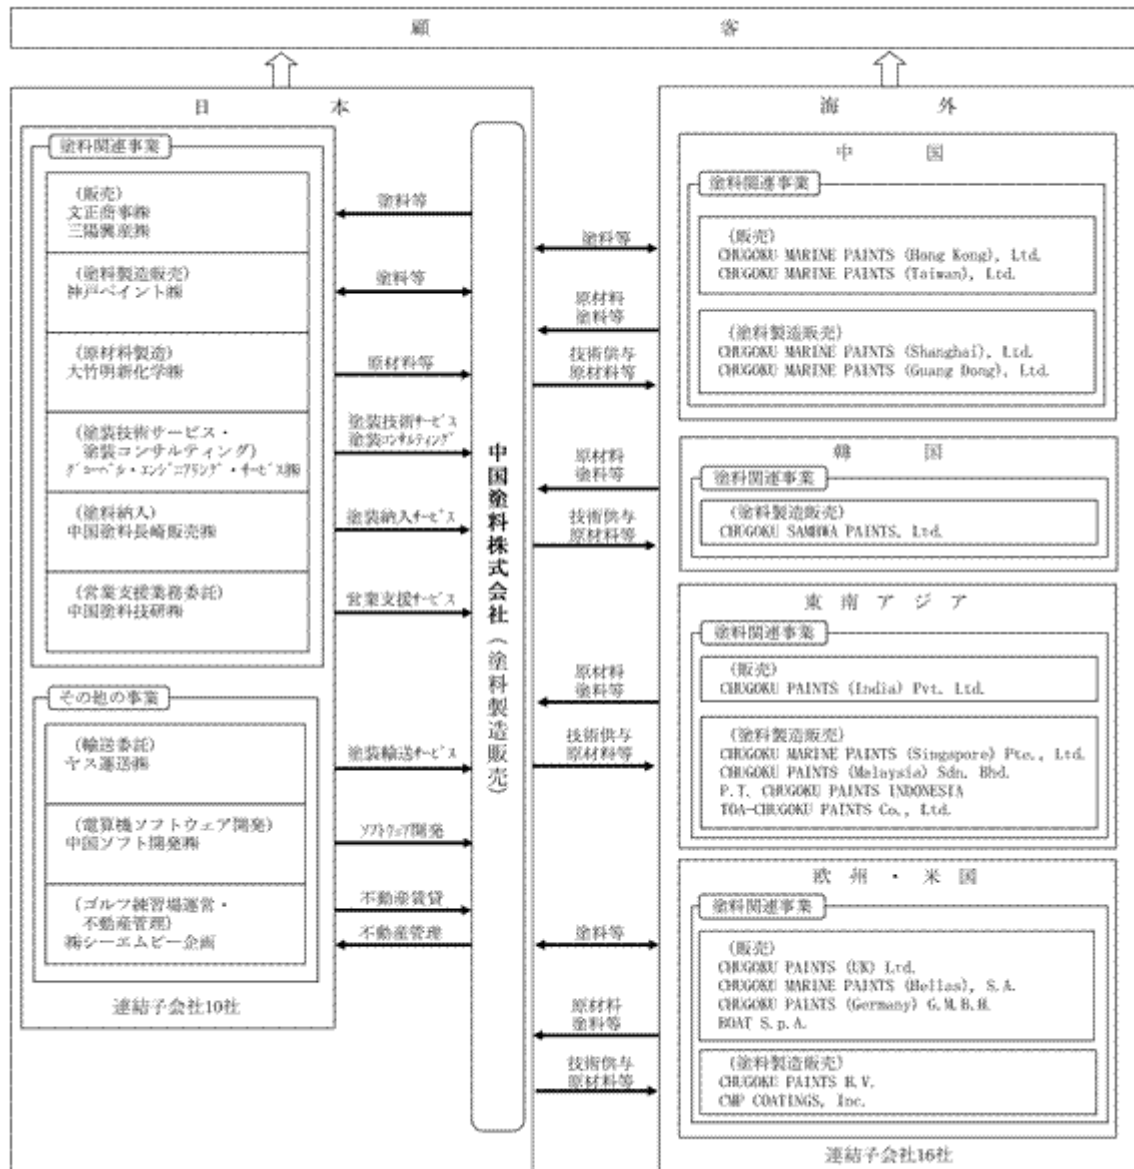 顧 客
日 本
塗料関連事業
(販売)
文正商事㈱
三陽興産㈱
(塗料製造販売)
神戸ペイント㈱
(原材料製造)
大竹明新化学㈱
(塗装技術サービス・
塗装コンサルティング)
グローバル・エンジニアリング・サービス㈱
(塗料納入)
中国塗料長崎販売㈱
(営業支援業務委託)
中国塗料技研㈱
その他の事業
(輸送委託)
ヤス運送㈱
(電算機ソフトウェア開発)
中国ソフト開発㈱
(ゴルフ練習場運営・
不動産管理)
㈱シーエムピー企画
連結子会社10社
塗料等
塗料等
原材料等
塗装技術サービス
塗装コンサルティング
塗装納入サービス
営業支援サービス
塗装輸送サービス
ソフトウェア開発
不動産賃貸
不動産管理
中国塗料株式会社(塗料製造販売)
塗料等
原材料
塗料等
技術供与
原材料等
原材料
塗料等
技術供与
原材料等
原材料
塗料等
技術供与
原材料等
塗料等
原材料
塗料等
技術供与
原材料等
海 外
中 国
塗料関連事業
(販売)
CHUGOKU MARINE PAINTS (Hong Kong), Ltd.
CHUGOKU MARINE PAINTS (Taiwan), Ltd.
(塗料製造販売)
CHUGOKU MARINE PAINTS (Shanghai), Ltd.
CHUGOKU MARINE PAINTS (Guang Dong), Ltd.
韓 国
塗料関連事業
(塗料製造販売)
CHUGOKU SAMHWA PAINTS, Ltd.
東 南 ア ジ ア
塗料関連事業
(販売)
CHUGOKU PAINTS (India) Pvt. Ltd.
(塗料製造販売)
CHUGOKU MARINE PAINTS (Singapore) Pte., Ltd.
CHUGOKU PAINTS (Malaysia) Sdn. Bhd.
P.T. CHUGOKU PAINTS INDONESIA
TOA-CHUGOKU PAINTS Co., Ltd.
欧 州 ・ 米 国
塗料関連事業
(販売)
CHUGOKU PAINTS (UK) Ltd.
CHUGOKU MARINE PAINTS (Hellas), S.A.
CHUGOKU PAINTS (Germany) G.M.B.H.
BOAT S.p.A.
(塗料製造販売)
CHUGOKU PAINTS B.V.
CMP COATINGS, Inc.
連結子会社16社